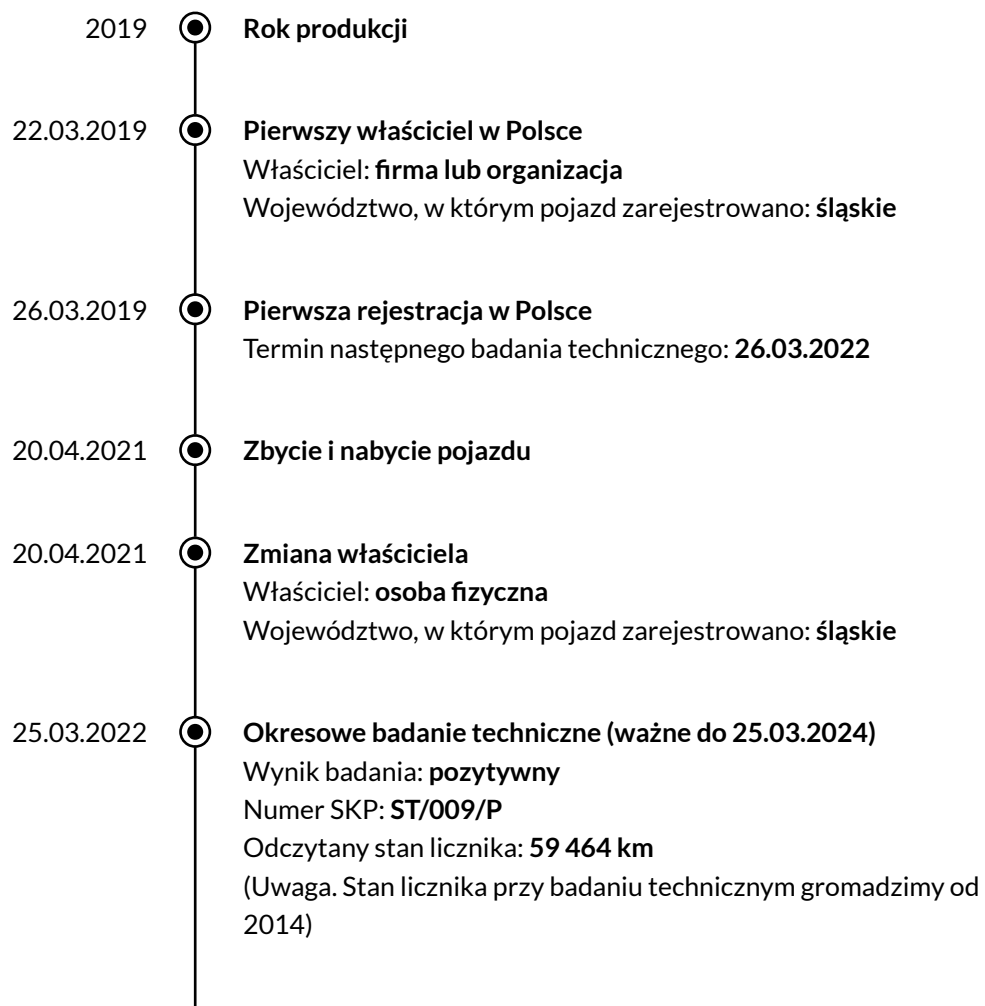 2019 Rok produkcji
22.03.2019 Pierwszy właściciel w Polsce
Właściciel: firma lub organizacja
Województwo, w którym pojazd zarejestrowano: śląskie
26.03.2019 Pierwsza rejestracja w Polsce
Termin następnego badania technicznego: 26.03.2022
20.04.2021 Zbycie i nabycie pojazdu
20.04.2021 Zmiana właściciela
Właściciel: osoba fizyczna
Województwo, w którym pojazd zarejestrowano: śląskie
25.03.2022 Okresowe badanie techniczne (ważne do 25.03.2024)
Wynik badania: pozytywny
Numer SKP: ST/009/P
Odczytany stan licznika: 59 464 km
(Uwaga. Stan licznika przy badaniu technicznym gromadzimy od
2014)